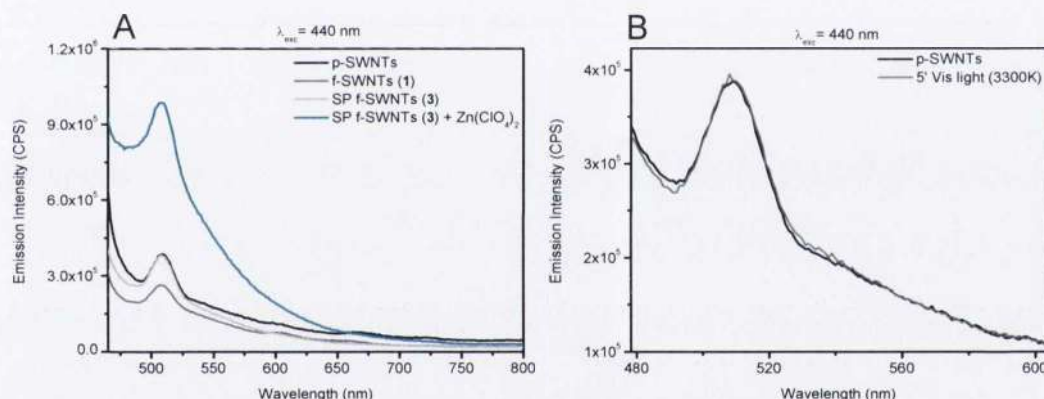 A
λexc= 440 nm
p-SWNTs
f-SWNTs (1)
SP f-SWNTs (3)
SP f-SWNTs (3) + Zn(ClO4)2
Emission Intensity (CPS)
1.2x10⁶
9.0x10⁵
6.0x10⁵
3.0x10⁵
0.0
500 550 600 650 700 750 800
Wavelength (nm)
B
λexc= 440 nm
p-SWNTs
5' Vis light (3300K)
Emission Intensity (CPS)
4x10⁵
3x10⁵
2x10⁵
1x10⁵
480 520 560 600
Wavelength (nm)